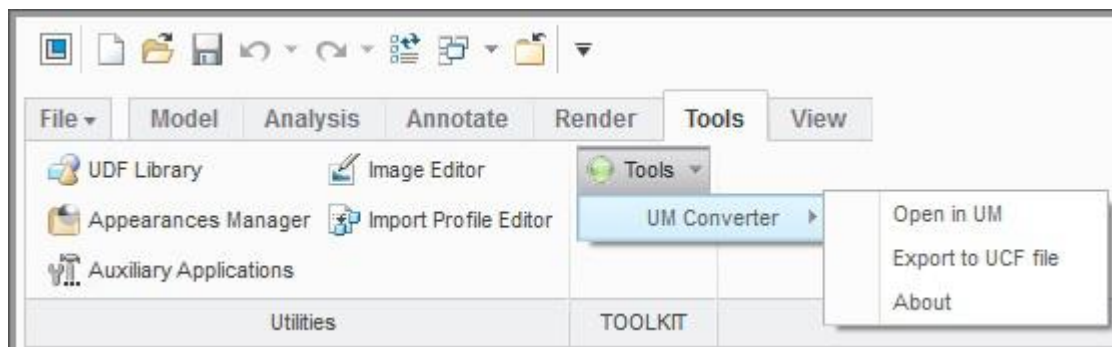 File Model Analysis Annotate Render Tools View
UDF Library Image Editor Tools
Appearances Manager Import Profile Editor UM Converter Open in UM
Export to UCF file
Auxiliary Applications About
Utilities TOOLKIT